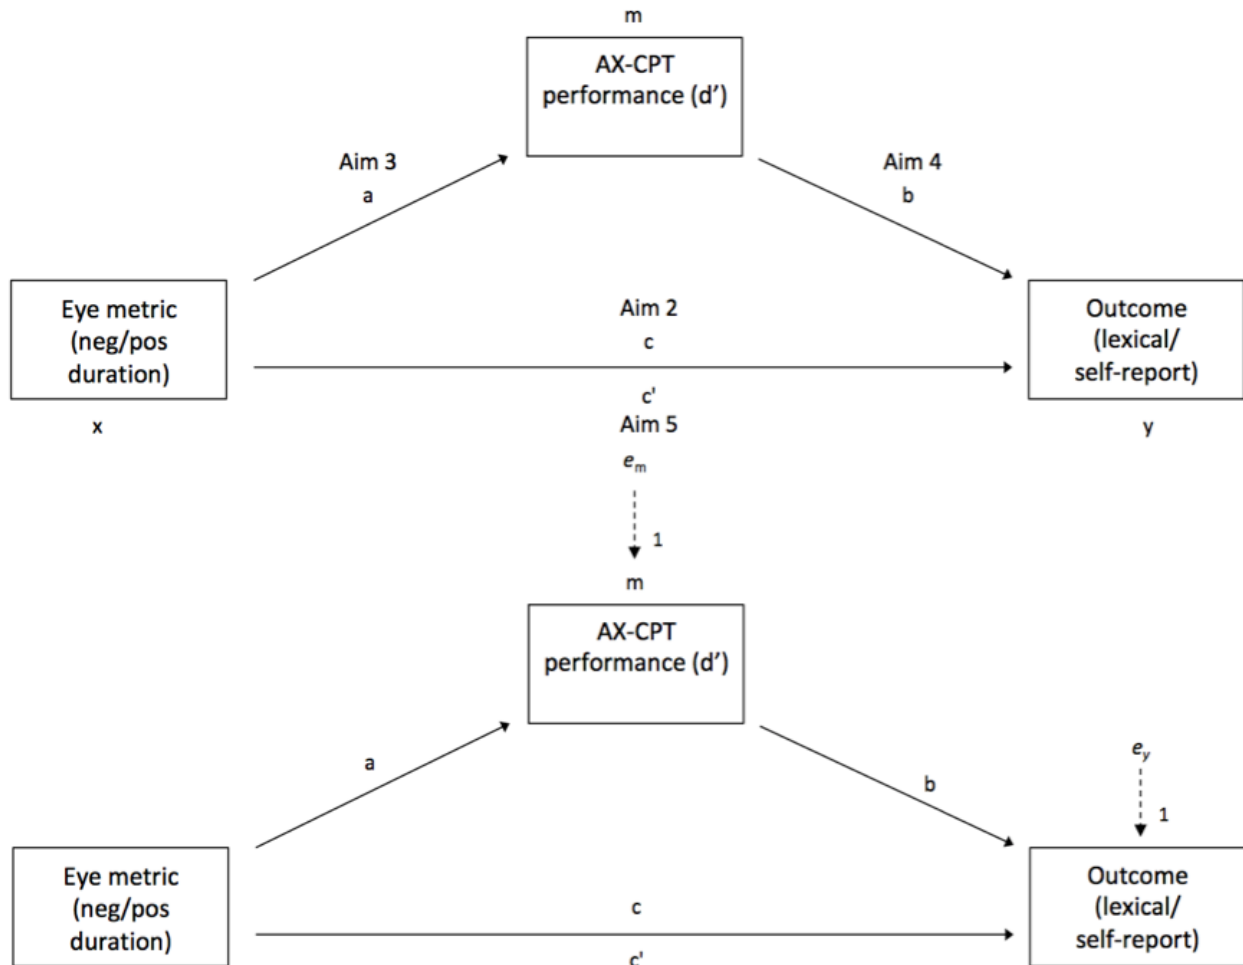 m
AX-CPT
performance (d’)
Aim 3
a
Aim 4
b
Eye metric
(neg/pos
duration)
x
Aim 2
c
c'
Aim 5
Outcome
(lexical/
self-report)
y
em
1
m
AX-CPT
performance (d’)
a
b
ey
1
Eye metric
(neg/pos
duration)
c
c'
Outcome
(lexical/
self-report)